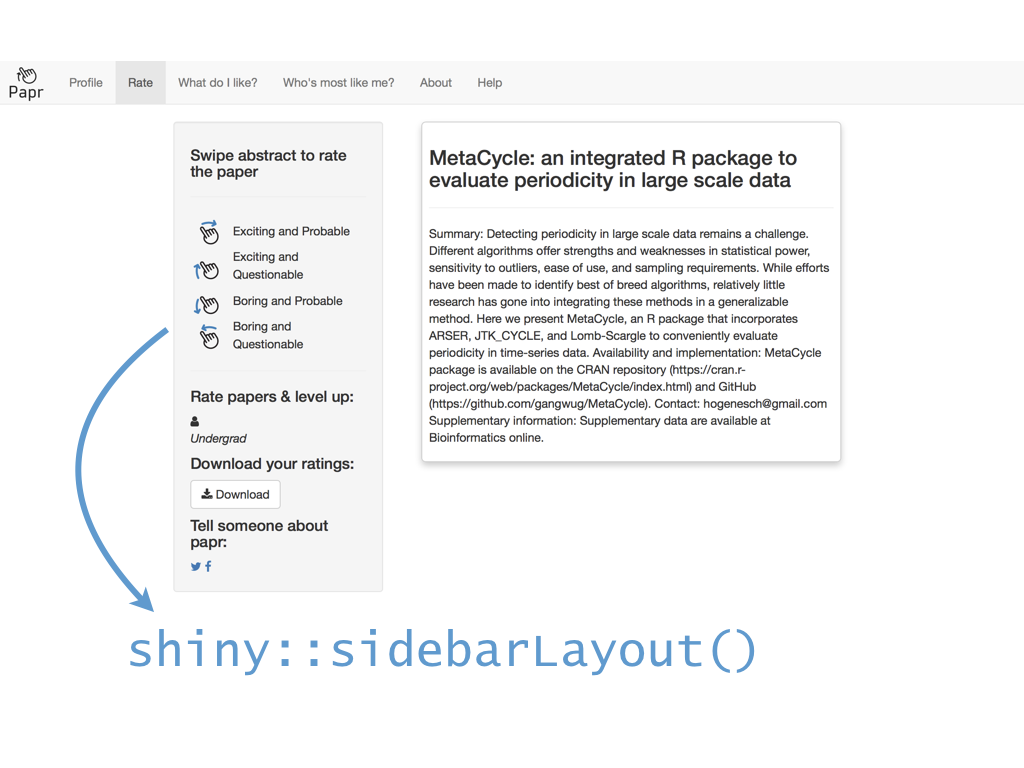 Papr
Profile
Rate
What do I like?
Who's most like me?
About
Help
Swipe abstract to rate
the paper
Exciting and Probable
Exciting and
Questionable
Boring and Probable
Boring and
Questionable
Rate papers & level up:
Undergrad
Download your ratings:
Download
Tell someone about
papr:
MetaCycle: an integrated R package to
evaluate periodicity in large scale data
Summary: Detecting periodicity in large scale data remains a challenge.
Different algorithms offer strengths and weaknesses in statistical power,
sensitivity to outliers, ease of use, and sampling requirements. While efforts
have been made to identify best of breed algorithms, relatively little
research has gone into integrating these methods in a generalizable
method. Here we present MetaCycle, an R package that incorporates
ARSER, JTK_CYCLE, and Lomb-Scargle to conveniently evaluate
periodicity in time-series data. Availability and implementation: MetaCycle
package is available on the CRAN repository (https://cran.r-
project.org/web/packages/MetaCycle/index.html) and GitHub
(https://github.com/gangwug/MetaCycle). Contact: hogenesch@gmail.com
Supplementary information: Supplementary data are available at
Bioinformatics online.
shiny::sidebarLayout()